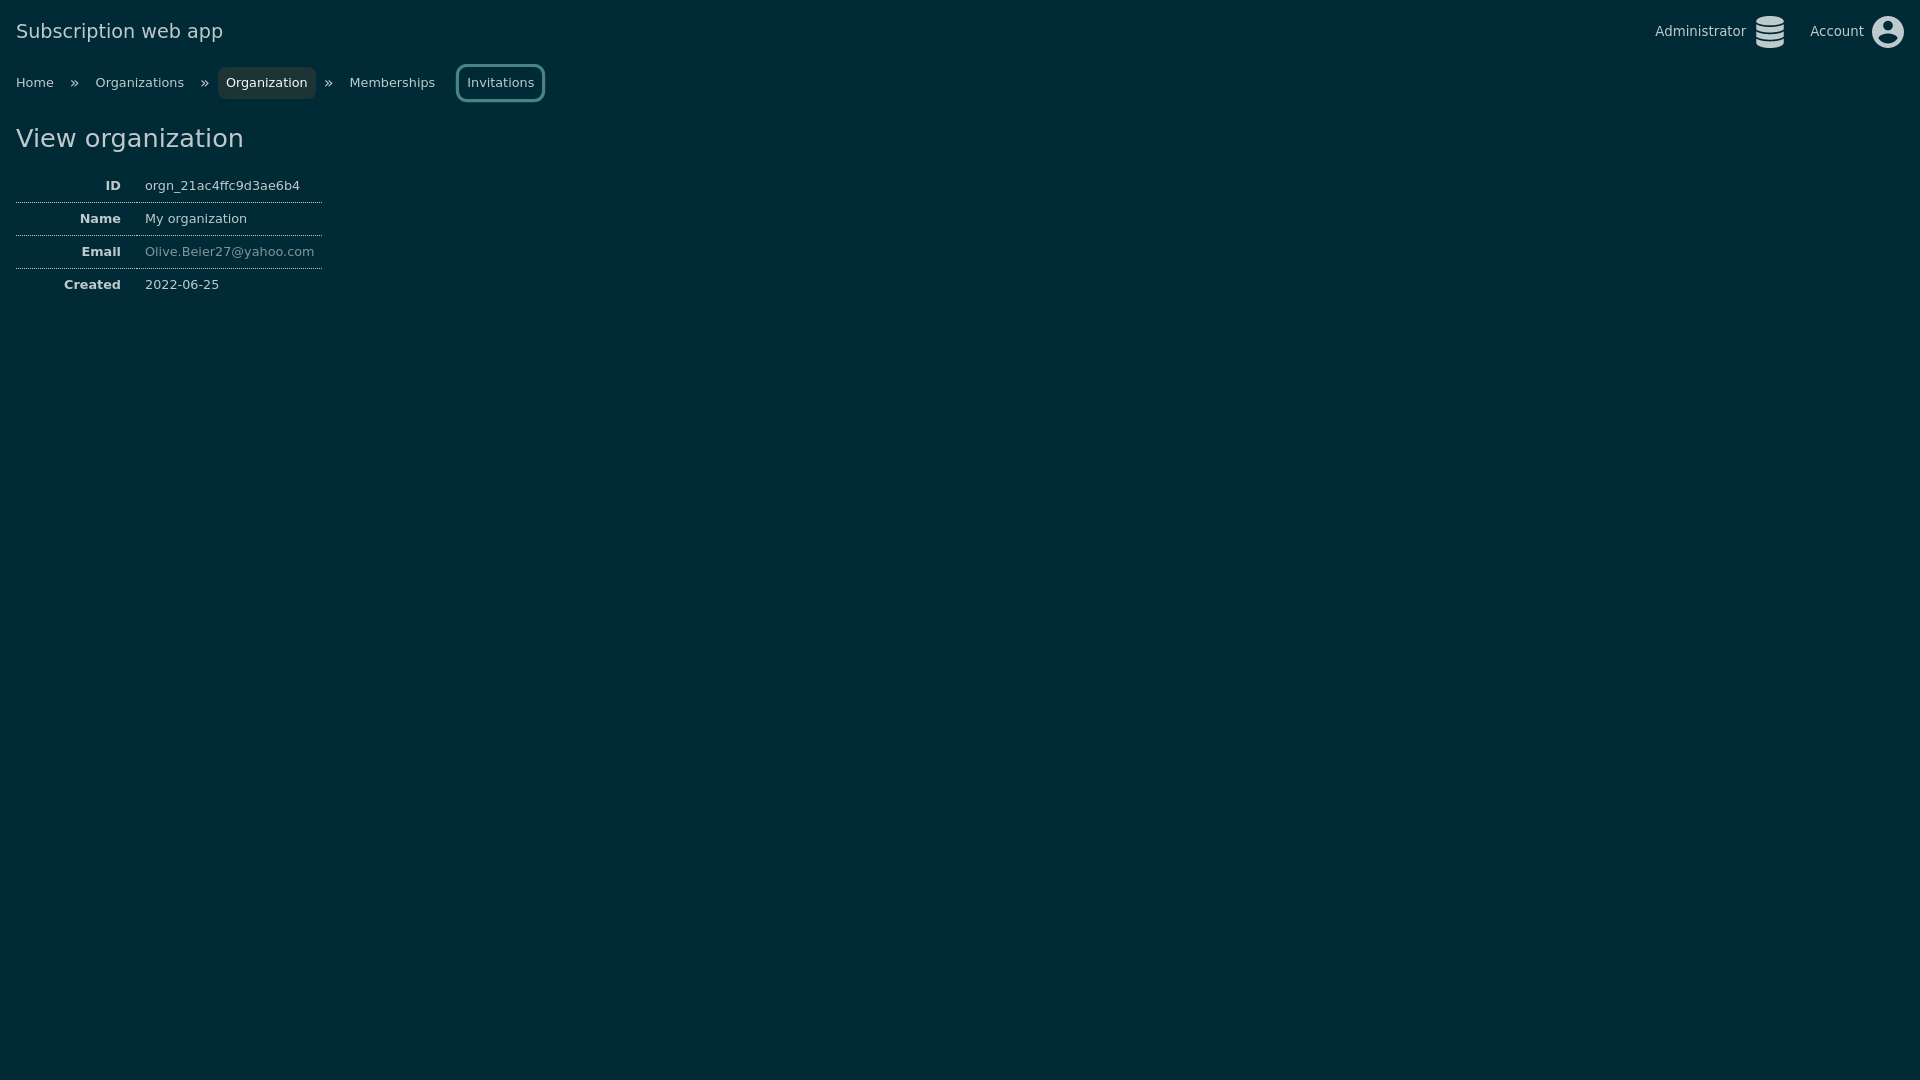 Subscription web app
Administrator
Account
Home » Organizations » Organization » Memberships Invitations
View organization
ID orgn_21ac4ffc9d3ae6b4
Name My organization
Email Olive.Beier27@yahoo.com
Created 2022-06-25